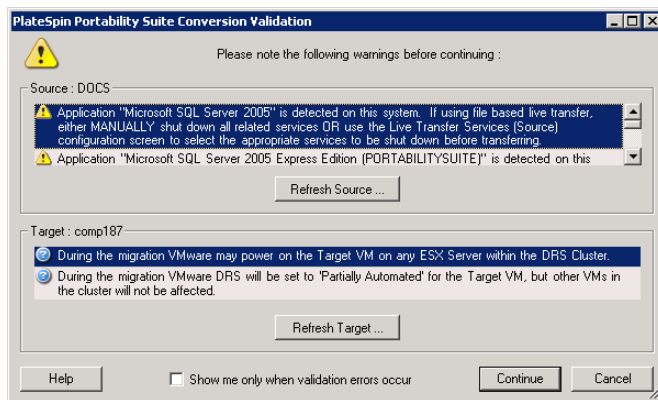 PlateSpin Portability Suite Conversion Validation
Please note the following warnings before continuing :
Source : DOCS
Application "Microsoft SQL Server 2005" is detected on this system. If using file based live transfer,
either MANUALLY shut down all related services OR use the Live Transfer Services (Source)
configuration screen to select the appropriate services to be shut down before transferring.
Application "Microsoft SQL Server 2005 Express Edition (PORTABILITYSUITE)" is detected on this
Refresh Source ...
Target : comp187
During the migration VMware may power on the Target VM on any ESX Server within the DRS Cluster.
During the migration VMware DRS will be set to 'Partially Automated' for the Target VM, but other VMs in
the cluster will not be affected.
Refresh Target ...
Help
Show me only when validation errors occur
Continue
Cancel